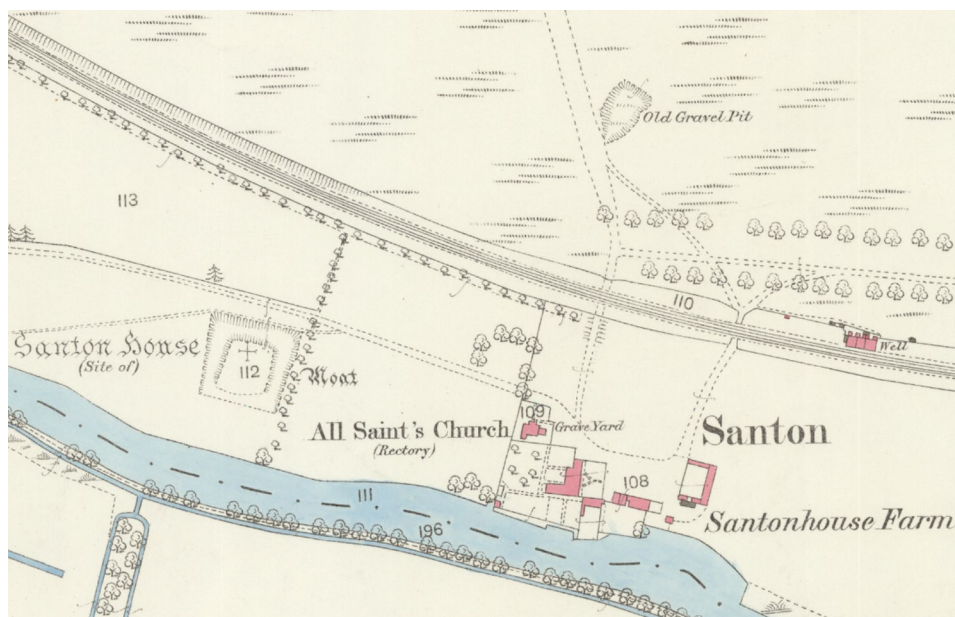 Old Gravel Pit
113
110
Santon House
(Site of)
112
Moat
Well
109
All Saint's Church
(Rectory)
Grave Yard
Santon
108
111
Santonhouse Farm
196